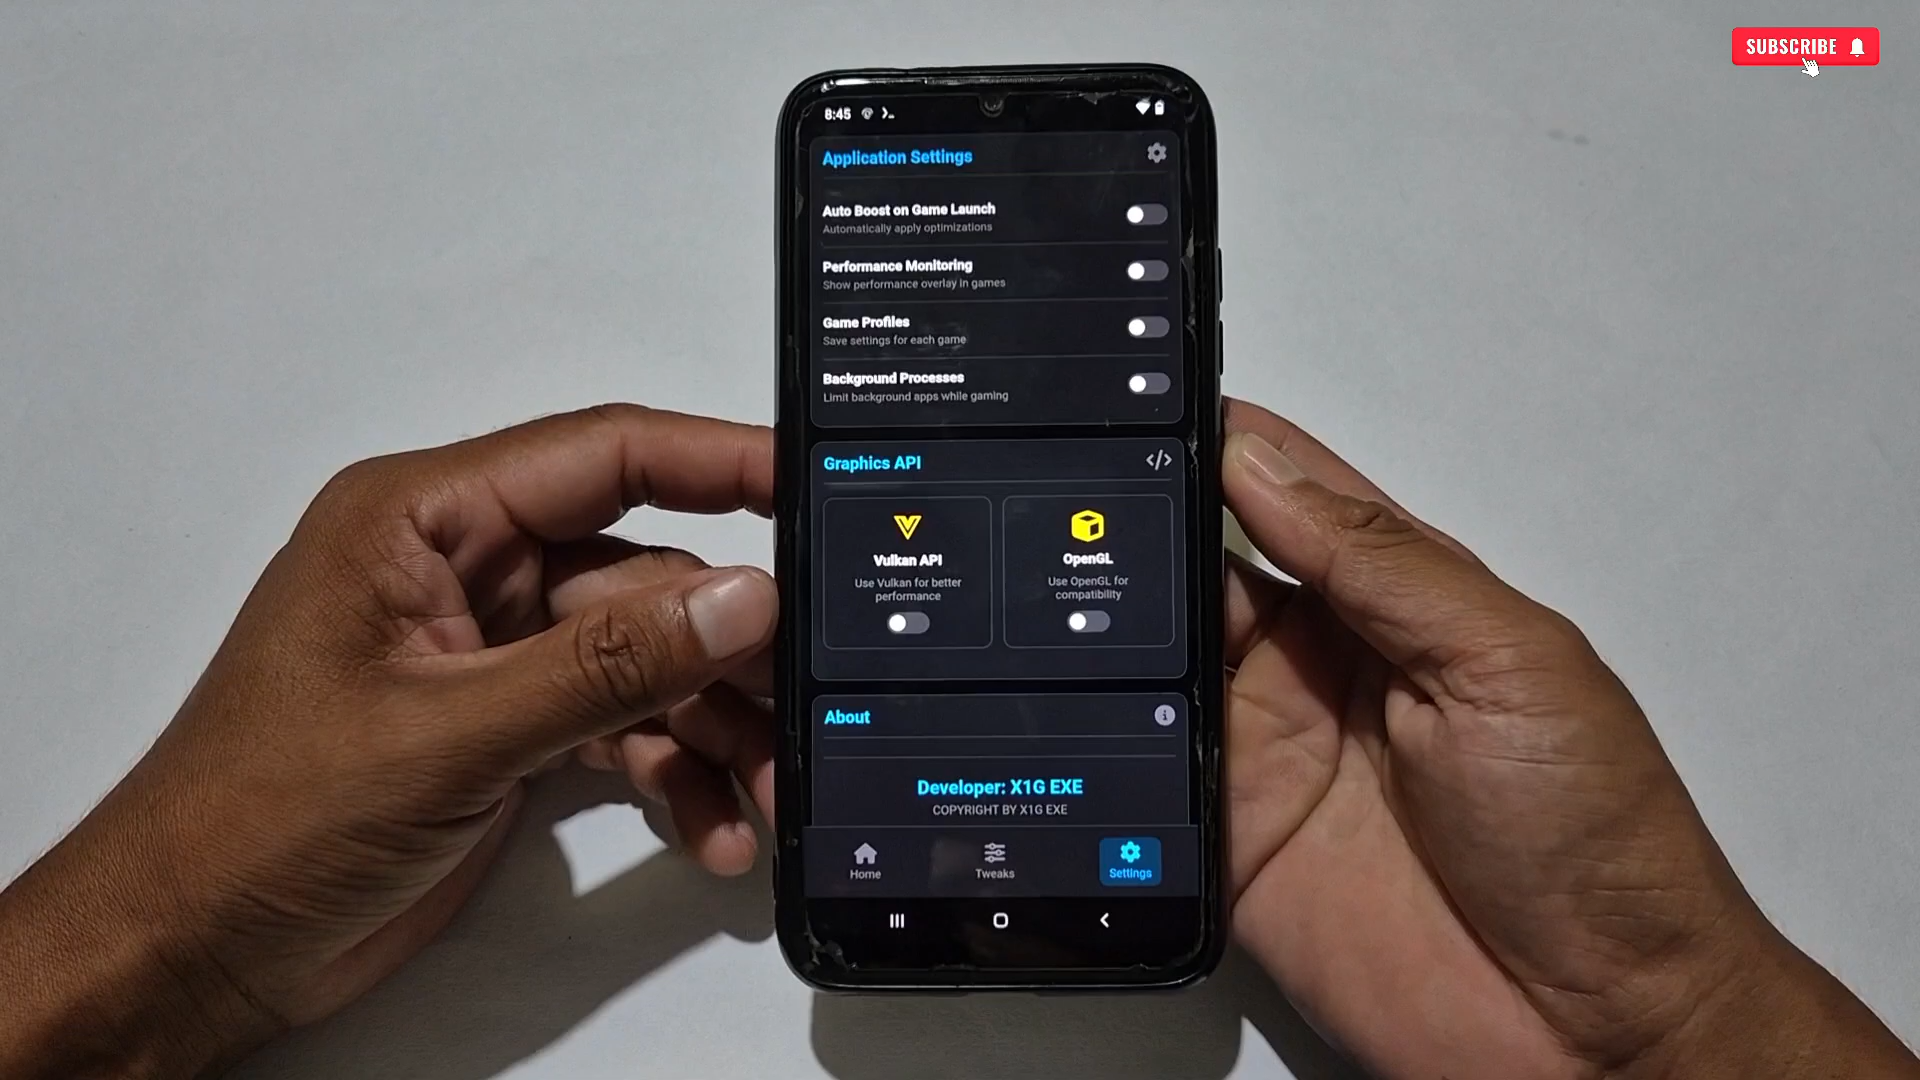 SUBSCRIBE
8:45
Application Settings
Auto Boost on Game Launch
Automatically apply optimizations
Performance Monitoring
Show performance overlay in games
Game Profiles
Save settings for each game
Background Processes
Limit background apps while gaming
Graphics API
</>
Vulkan API
Use Vulkan for better
performance
OpenGL
Use OpenGL for
compatibility
About
Developer: X1G EXE
COPYRIGHT BY X1G EXE
Home
Tweaks
Settings